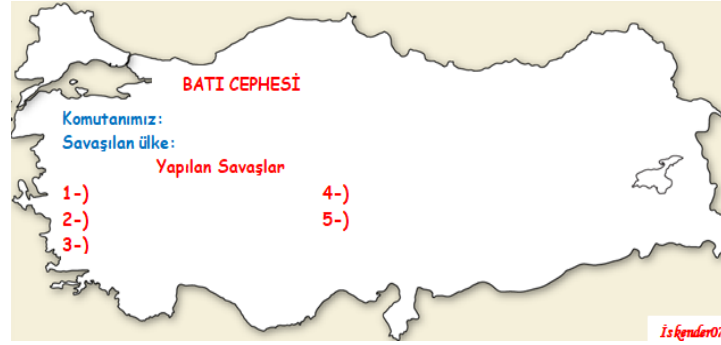 BATI CEPHESİ
Komutanımız:
Savaşılan ülke:
Yapılan Savaşlar
1-) 4-)
2-) 5-)
3-)
İskender07